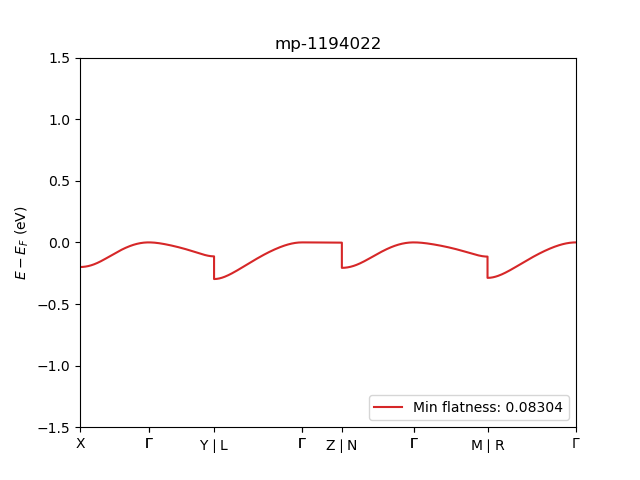 mp-1194022
E − E_F (eV)
1.5
1.0
0.5
0.0
−0.5
−1.0
−1.5
Min flatness: 0.08304
X Γ Y | L Γ Z | N Γ M | R Γ